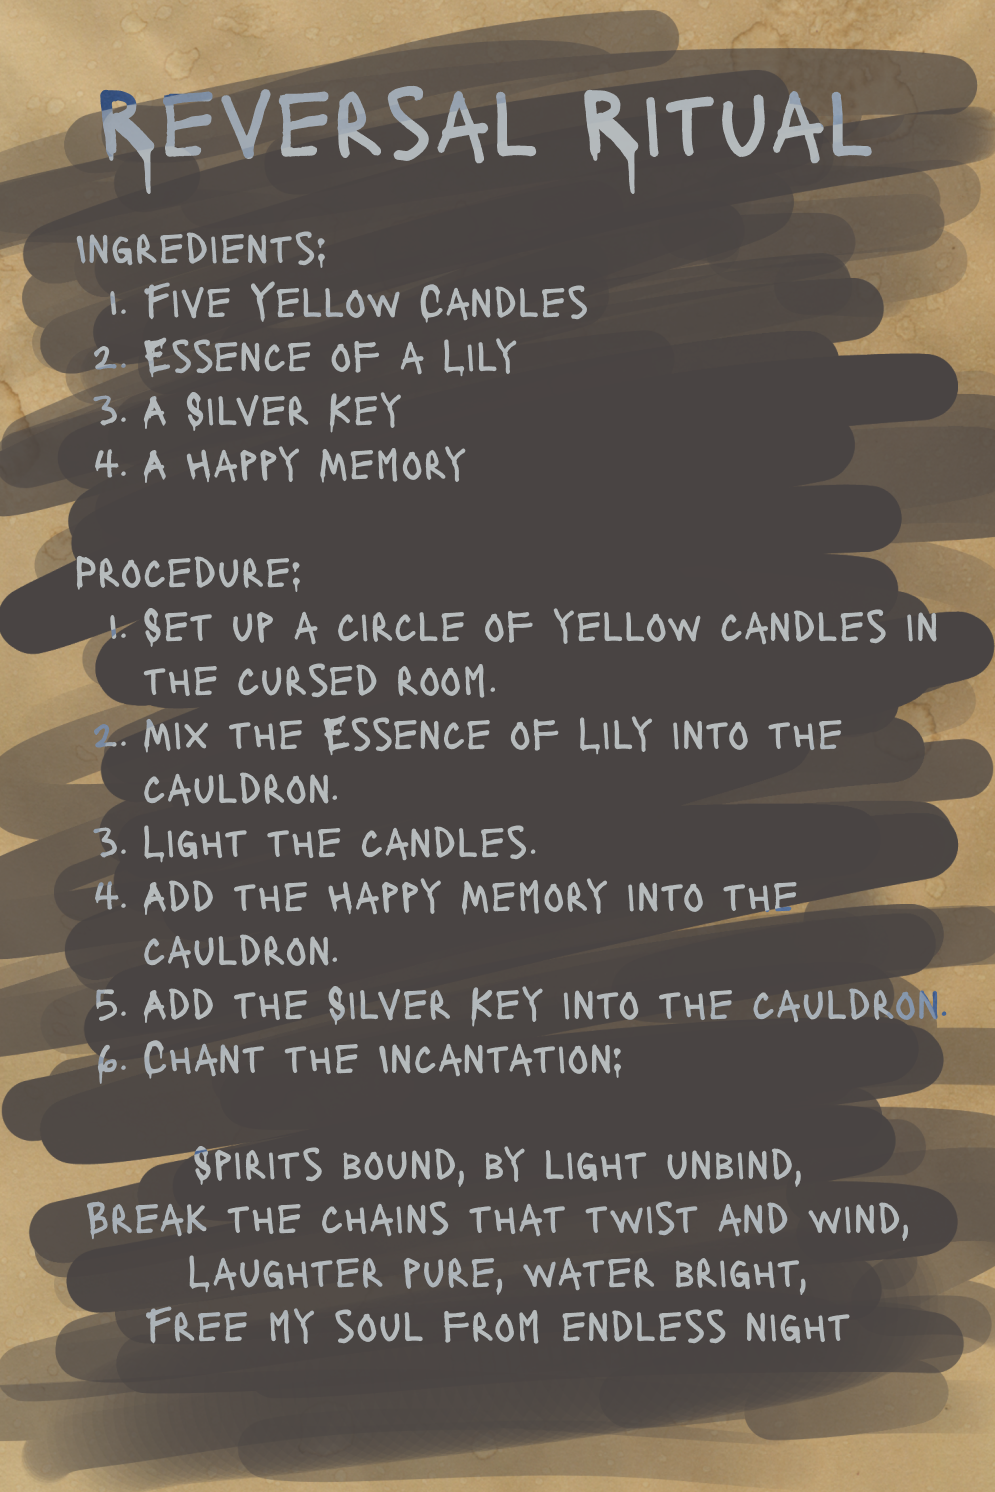 Reversal Ritual
Ingredients:
1. Five Yellow Candles
2. Essence of a Lily
3. A Silver Key
4. A Happy Memory
Procedure:
1. Set up a circle of yellow candles in
the cursed room.
2. Mix the Essence of Lily into the
cauldron.
3. Light the candles.
4. Add the happy memory into the
cauldron.
5. Add the Silver Key into the cauldron.
6. Chant the incantation:
Spirits bound, by light unbind,
Break the chains that twist and wind,
Laughter pure, water bright,
Free my soul from endless night